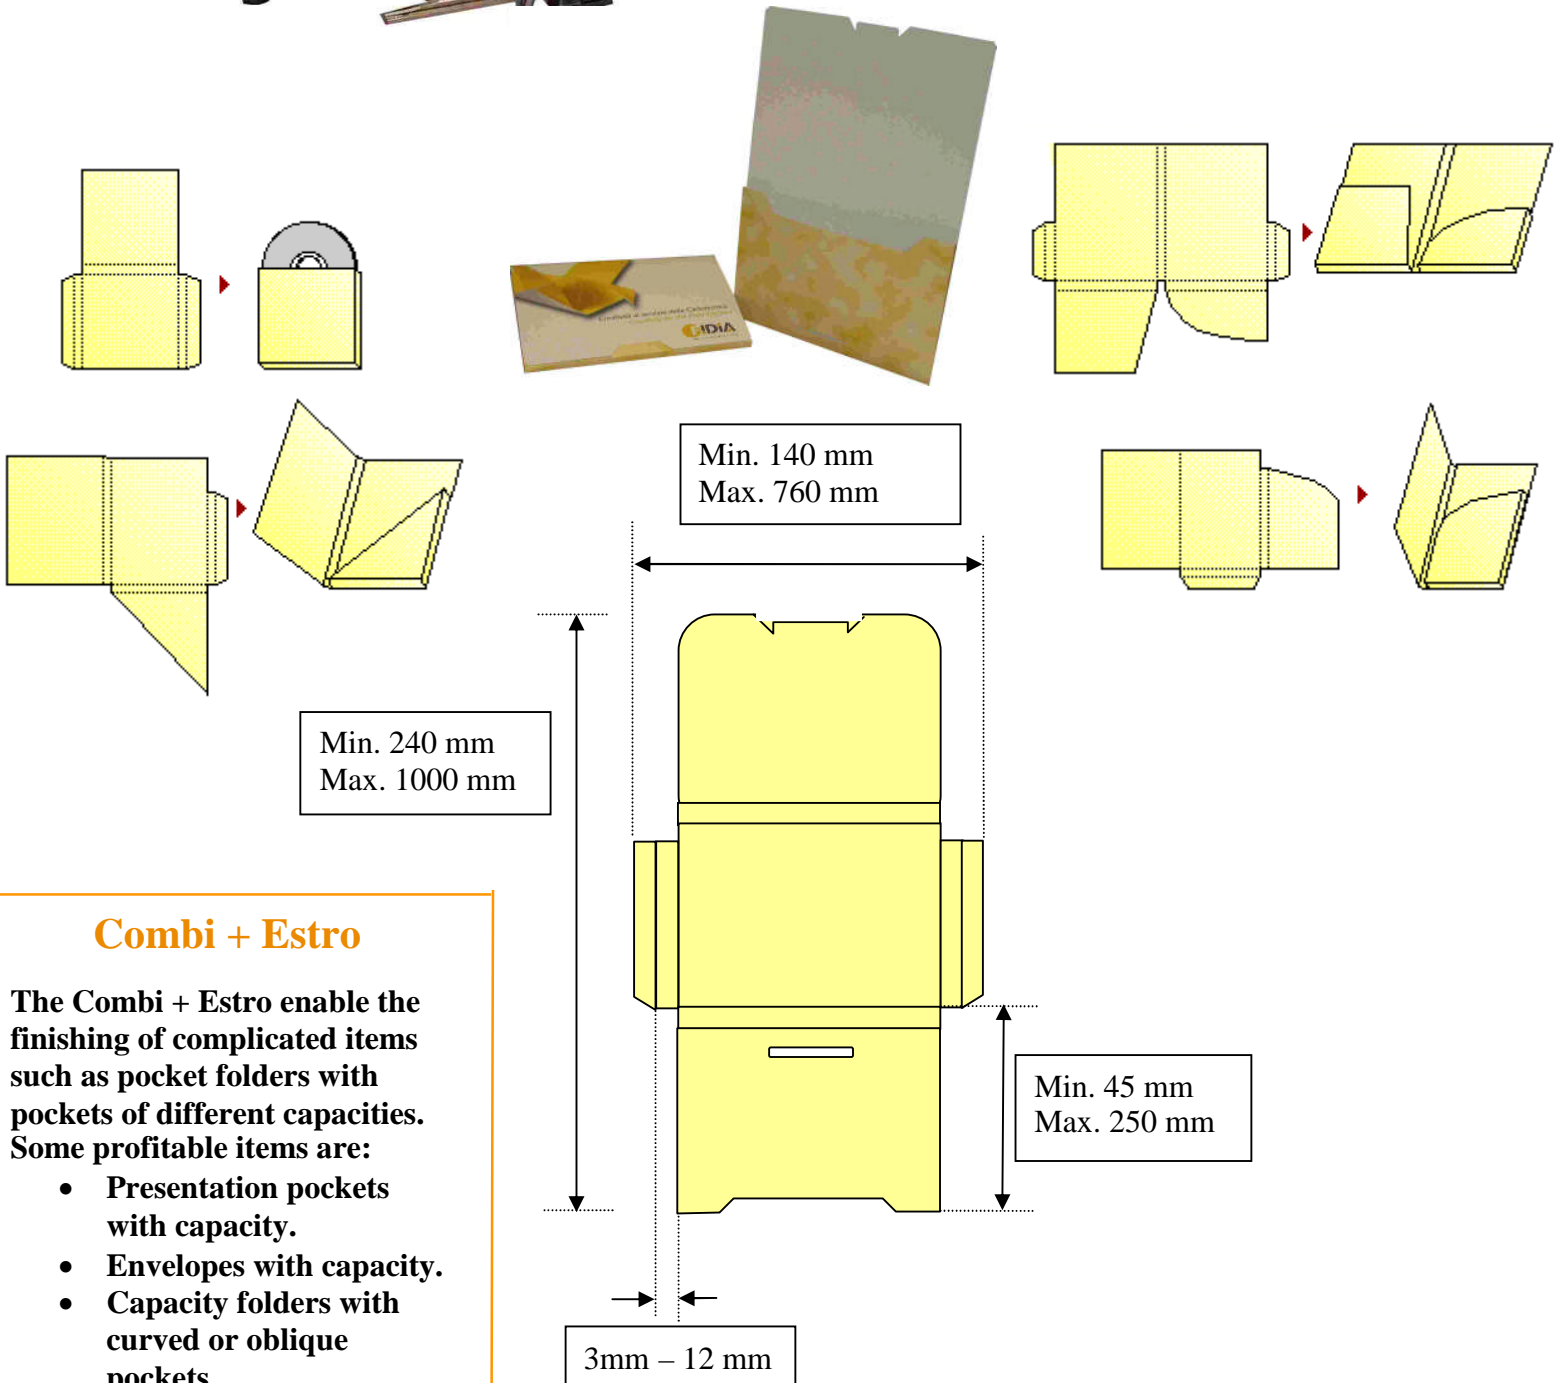 HDiA
Min. 140 mm
Max. 760 mm
Min. 240 mm
Max. 1000 mm
Combi + Estro
The Combi + Estro enable the
finishing of complicated items
such as pocket folders with
pockets of different capacities.
Some profitable items are:
• Presentation pockets
with capacity.
• Envelopes with capacity.
• Capacity folders with
curved or oblique
pockets
Min. 45 mm
Max. 250 mm
3mm – 12 mm